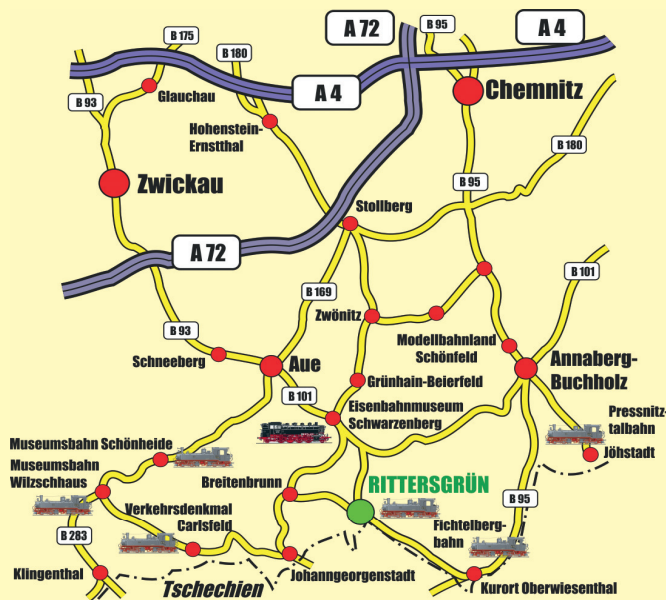 A 72
B 95
A 4
B 175
B 180
A 4
B 93
Glauchau
Chemnitz
Hohenstein-
Ernstthal
B 180
Zwickau
B 95
Stollberg
A 72
B 101
B 169
Zwönitz
B 93
Modellbahnland
Schönfeld
Schneeberg
Aue
Annaberg-
Buchholz
Grünhain-Beierfeld
B 101
Eisenbahnmuseum
Schwarzenberg
Pressnitz-
talbahn
Jöhstadt
Museumsbahn Schönheide
Museumsbahn
Wilzschhaus
Breitenbrunn
RITTERSGRÜN
B 95
Verkehrsdenkmal
Carlsfeld
Fichtelberg-
bahn
B 283
Klingenthal
Johanngeorgenstadt
Tschechien
Kurort Oberwiesenthal